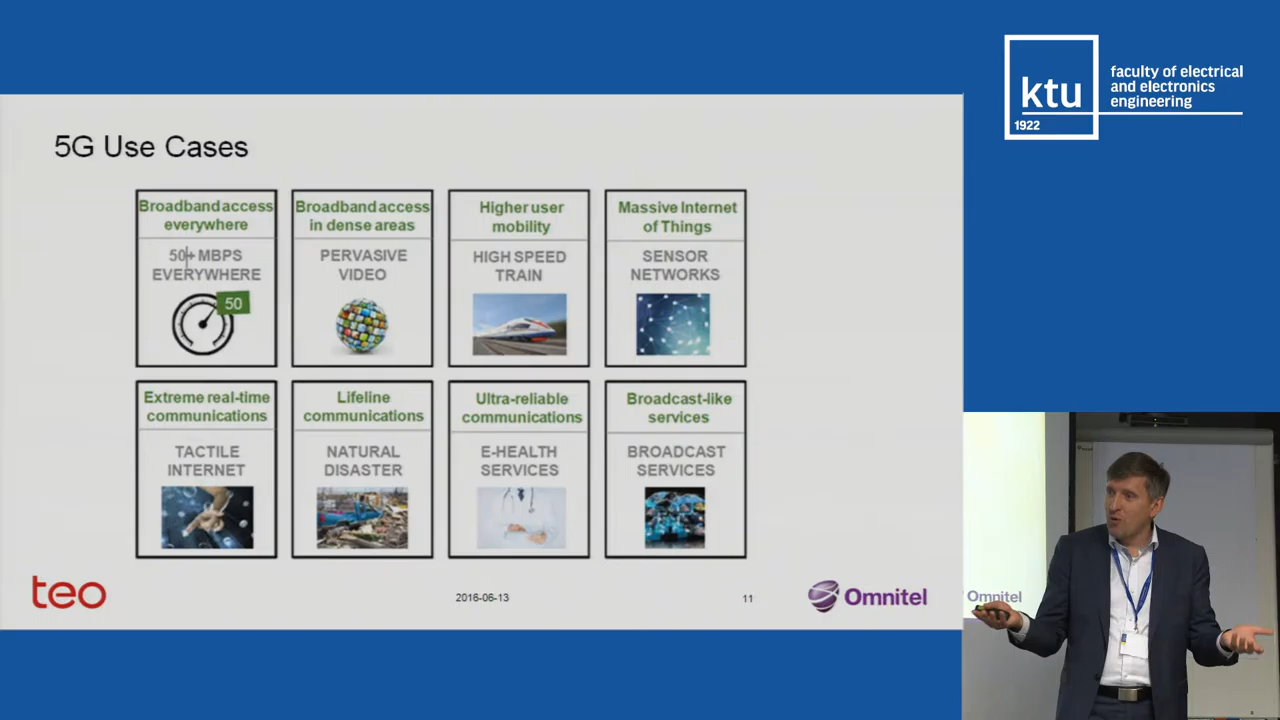 ktu
1922
faculty of electrical
and electronics
engineering
5G Use Cases
Broadband access
everywhere
50+ MBPS
EVERYWHERE
50
Broadband access
in dense areas
PERVASIVE
VIDEO
Higher user
mobility
HIGH SPEED
TRAIN
Massive Internet
of Things
SENSOR
NETWORKS
Extreme real-time
communications
TACTILE
INTERNET
Lifeline
communications
NATURAL
DISASTER
Ultra-reliable
communications
E-HEALTH
SERVICES
Broadcast-like
services
BROADCAST
SERVICES
teo
2016-06-13
11
Omnitel
Omnitel